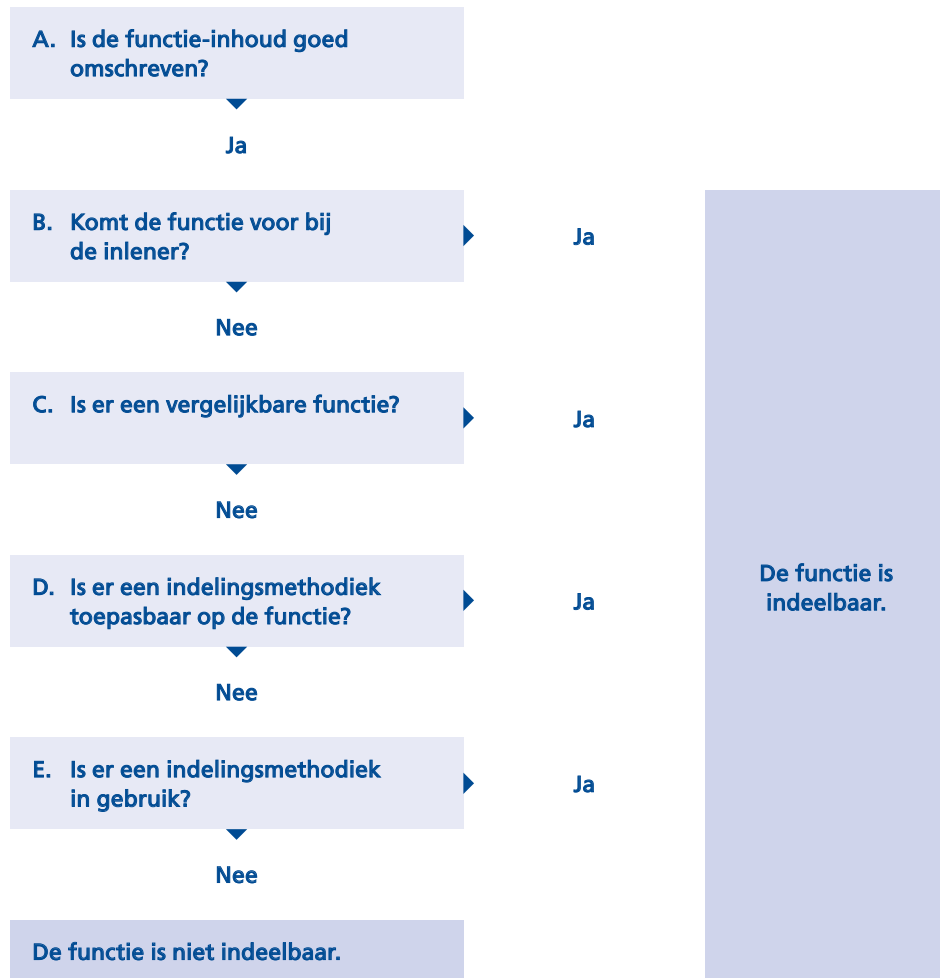 A. Is de functie-inhoud goed
omschreven?
Ja
B. Komt de functie voor bij
de inlener?
Ja
Nee
C. Is er een vergelijkbare functie?
Ja
Nee
D. Is er een indelingsmethodiek
toepasbaar op de functie?
Ja
Nee
E. Is er een indelingsmethodiek
in gebruik?
Ja
Nee
De functie is niet indeelbaar.
De functie is
indeelbaar.